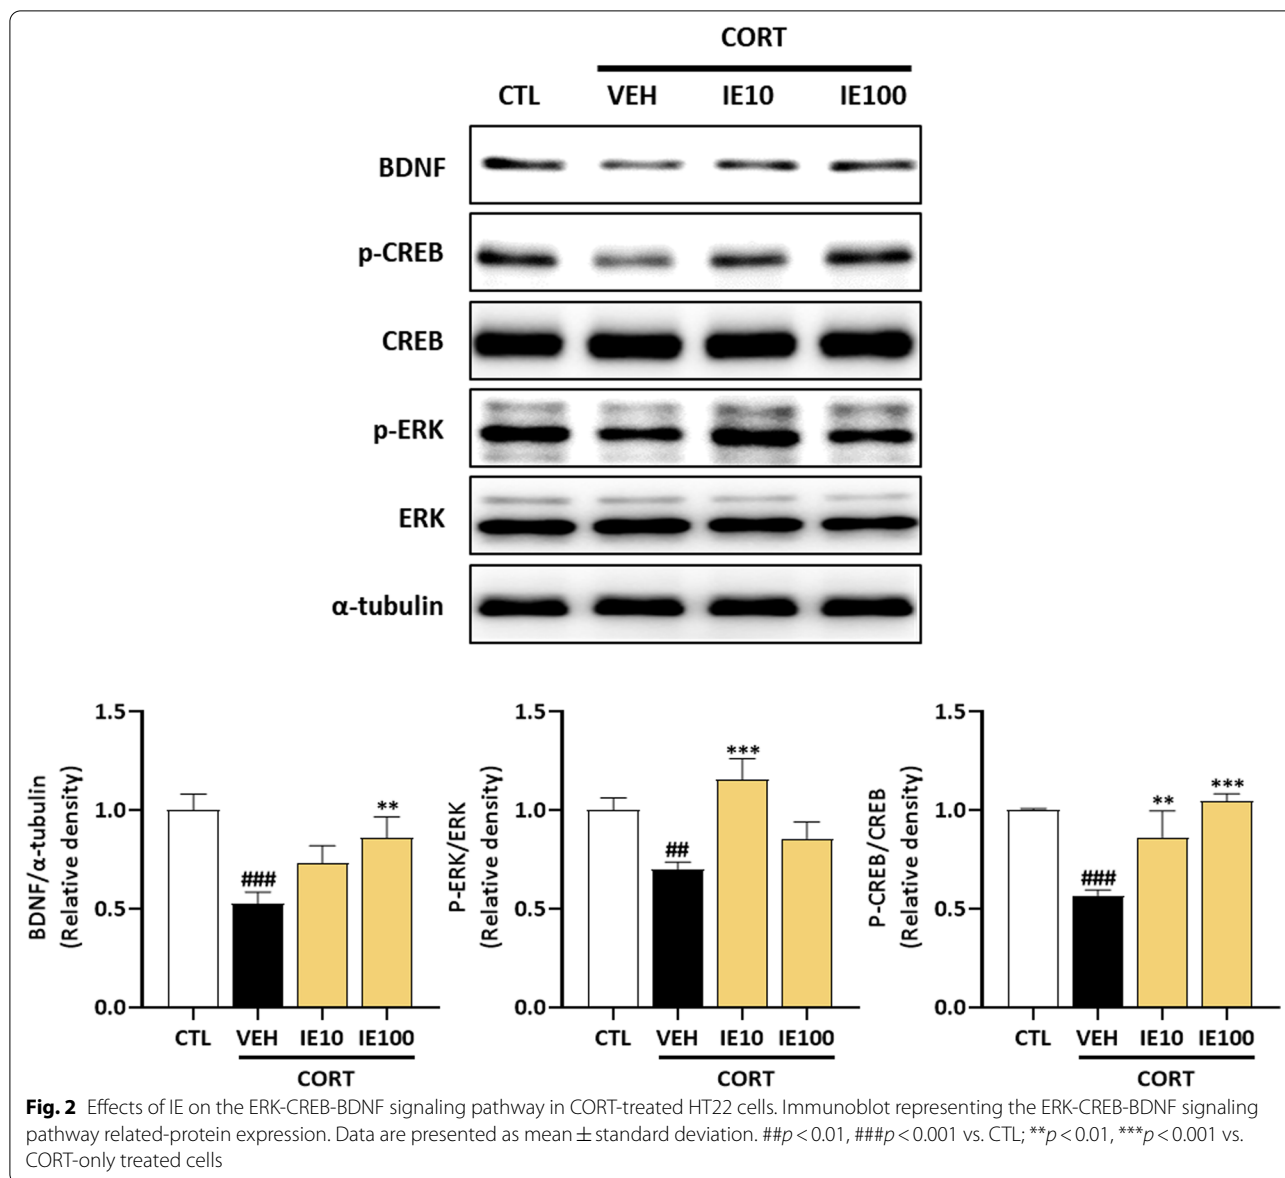 CORT
CTL VEH IE10 IE100
BDNF
p-CREB
CREB
p-ERK
ERK
α-tubulin
BDNF/α-tubulin
(Relative density)
1.5
1.0
0.5
0.0
###
**
CTL VEH IE10 IE100
CORT
P-ERK/ERK
(Relative density)
1.5
1.0
0.5
0.0
##
***
CTL VEH IE10 IE100
CORT
P-CREB/CREB
(Relative density)
1.5
1.0
0.5
0.0
###
**
***
CTL VEH IE10 IE100
CORT
Fig. 2 Effects of IE on the ERK-CREB-BDNF signaling pathway in CORT-treated HT22 cells. Immunoblot representing the ERK-CREB-BDNF signaling
pathway related-protein expression. Data are presented as mean ± standard deviation. ##p < 0.01, ###p < 0.001 vs. CTL; **p < 0.01, ***p < 0.001 vs.
CORT-only treated cells